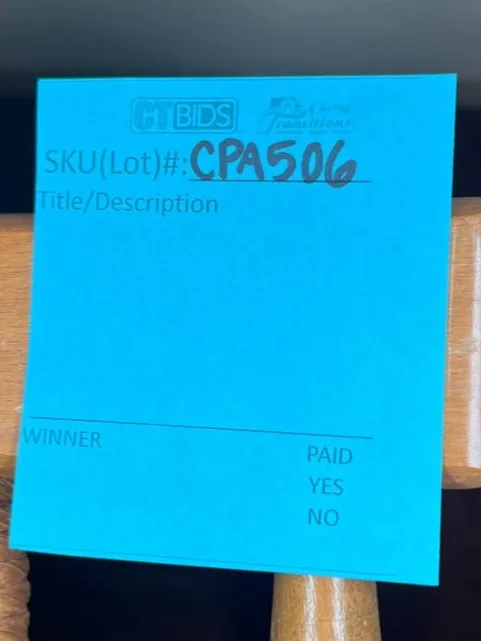 CTBIDS Caring
Transitions
SKU(Lot)#: CPA506
Title/Description
WINNER
PAID
YES
NO